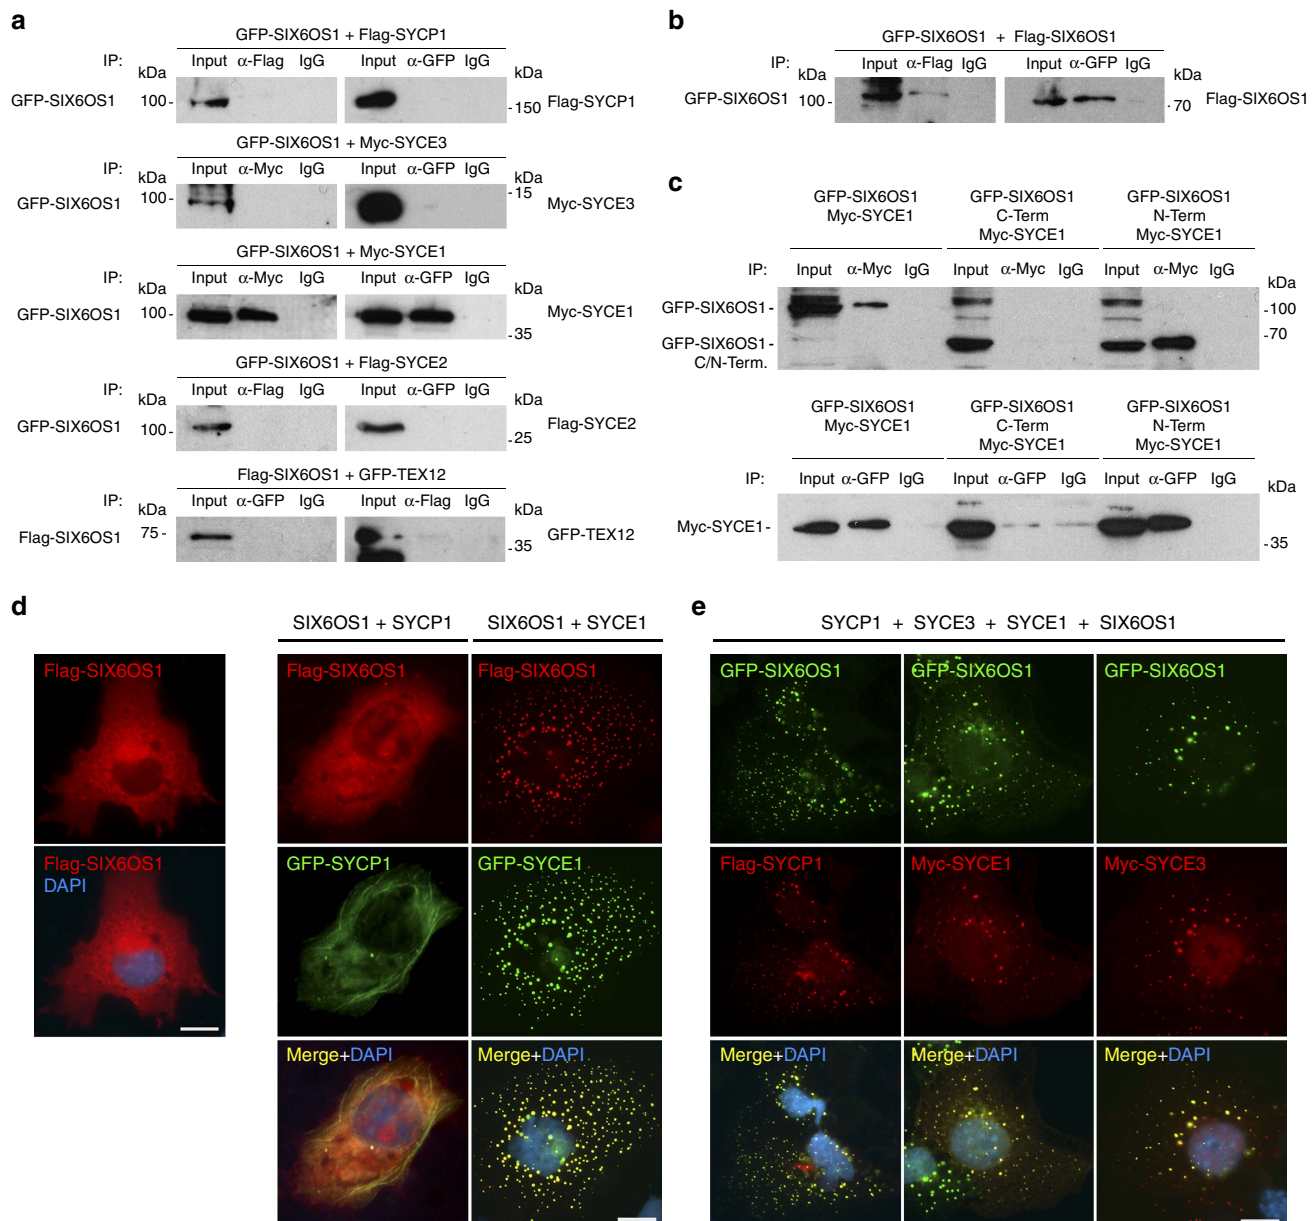 a
GFP-SIX6OS1 + Flag-SYCP1
IP: Input α-Flag IgG Input α-GFP IgG
kDa kDa
GFP-SIX6OS1 100- -150 Flag-SYCP1
GFP-SIX6OS1 + Myc-SYCE3
IP: Input α-Myc IgG Input α-GFP IgG
kDa kDa
GFP-SIX6OS1 100- -15 Myc-SYCE3
GFP-SIX6OS1 + Myc-SYCE1
IP: Input α-Myc IgG Input α-GFP IgG
kDa kDa
GFP-SIX6OS1 100- -35 Myc-SYCE1
GFP-SIX6OS1 + Flag-SYCE2
IP: Input α-Flag IgG Input α-GFP IgG
kDa kDa
GFP-SIX6OS1 100- -25 Flag-SYCE2
Flag-SIX6OS1 + GFP-TEX12
IP: Input α-GFP IgG Input α-Flag IgG
kDa kDa
Flag-SIX6OS1 75- -35 GFP-TEX12
b
GFP-SIX6OS1 + Flag-SIX6OS1
IP: Input α-Flag IgG Input α-GFP IgG
kDa kDa
GFP-SIX6OS1 100- -70 Flag-SIX6OS1
c
GFP-SIX6OS1 GFP-SIX6OS1 GFP-SIX6OS1
Myc-SYCE1 C-Term N-Term
Myc-SYCE1 Myc-SYCE1
IP: Input α-Myc IgG Input α-Myc IgG Input α-Myc IgG
kDa
GFP-SIX6OS1- -100
-70
GFP-SIX6OS1-
C/N-Term.
GFP-SIX6OS1 GFP-SIX6OS1 GFP-SIX6OS1
Myc-SYCE1 C-Term N-Term
Myc-SYCE1 Myc-SYCE1
IP: Input α-GFP IgG Input α-GFP IgG Input α-GFP IgG
kDa
Myc-SYCE1-
-35
d
SIX6OS1 + SYCP1 SIX6OS1 + SYCE1
Flag-SIX6OS1 Flag-SIX6OS1 Flag-SIX6OS1
Flag-SIX6OS1 GFP-SYCP1 GFP-SYCE1
DAPI
Merge+DAPI Merge+DAPI
e
SYCP1 + SYCE3 + SYCE1 + SIX6OS1
GFP-SIX6OS1 GFP-SIX6OS1 GFP-SIX6OS1
Flag-SYCP1 Myc-SYCE1 Myc-SYCE3
Merge+DAPI Merge+DAPI Merge+DAPI